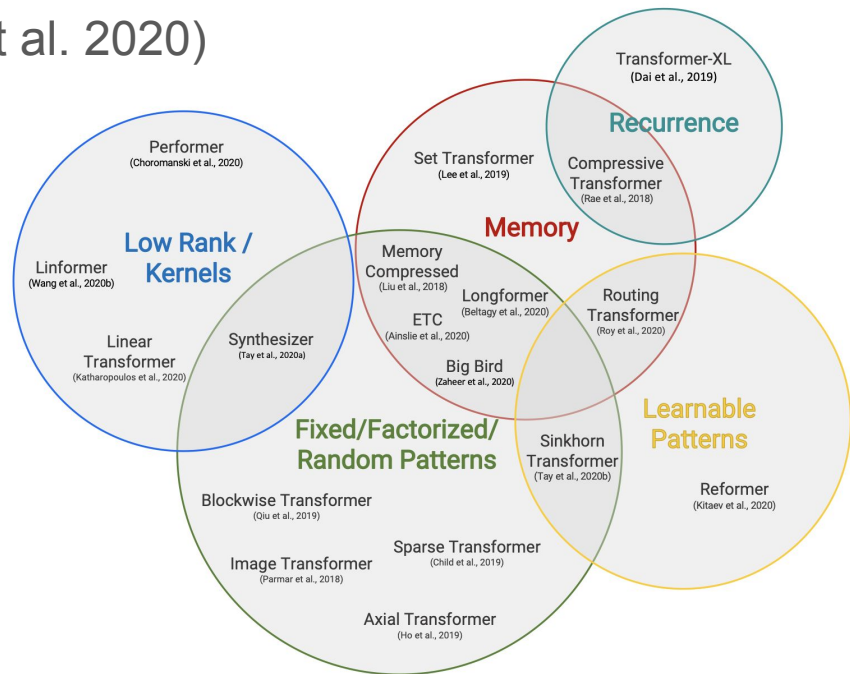 t al. 2020)
Transformer-XL
(Dai et al., 2019)
Recurrence
Performer
(Choromanski et al., 2020)
Set Transformer
(Lee et al., 2019)
Compressive
Transformer
(Rae et al., 2018)
Low Rank /
Kernels
Memory
Linformer
(Wang et al., 2020b)
Memory
Compressed
(Liu et al., 2018)
Longformer
(Beltagy et al., 2020)
Routing
Transformer
(Roy et al., 2020)
ETC
(Ainslie et al., 2020)
Linear
Transformer
(Katharopoulos et al., 2020)
Synthesizer
(Tay et al., 2020a)
Big Bird
(Zaheer et al., 2020)
Learnable
Patterns
Fixed/Factorized/
Random Patterns
Sinkhorn
Transformer
(Tay et al., 2020b)
Reformer
(Kitaev et al., 2020)
Blockwise Transformer
(Qiu et al., 2019)
Sparse Transformer
(Child et al., 2019)
Image Transformer
(Parmar et al., 2018)
Axial Transformer
(Ho et al., 2019)